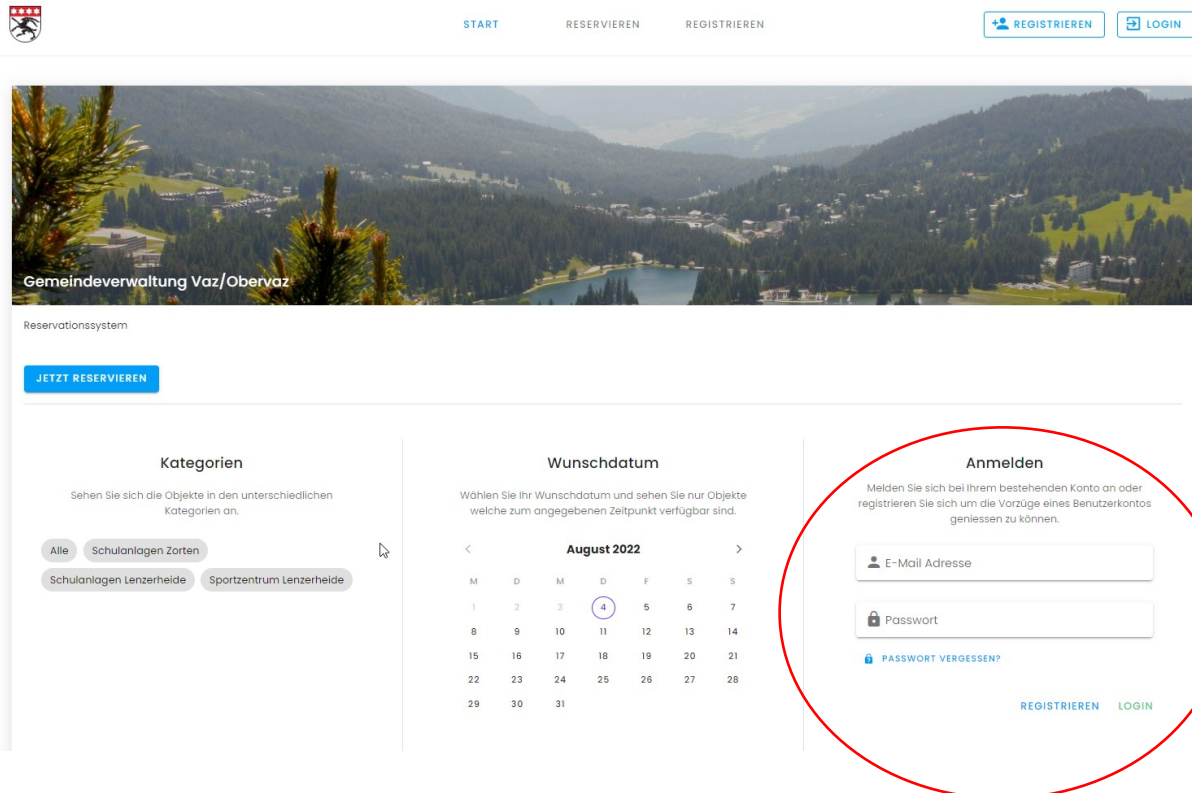 START
RESERVIEREN
REGISTRIEREN
REGISTRIEREN
LOGIN
Gemeindeverwaltung Vaz/Obervaz
Reservationssystem
JETZT RESERVIEREN
Kategorien
Sehen Sie sich die Objekte in den unterschiedlichen
Kategorien an.
Alle
Schulanlagen Zorten
Schulanlagen Lenzerheide
Sportzentrum Lenzerheide
Wunschdatum
Wählen Sie Ihr Wunschdatum und sehen Sie nur Objekte
welche zum angegebenen Zeitpunkt verfügbar sind.
August 2022
M D M D F S S
1 2 3 4 5 6 7
8 9 10 11 12 13 14
15 16 17 18 19 20 21
22 23 24 25 26 27 28
29 30 31
Anmelden
Melden Sie sich bei Ihrem bestehenden Konto an oder
registrieren Sie sich um die Vorzüge eines Benutzerkontos
geniessen zu können.
E-Mail Adresse
Passwort
PASSWORT VERGESSEN?
REGISTRIEREN
LOGIN